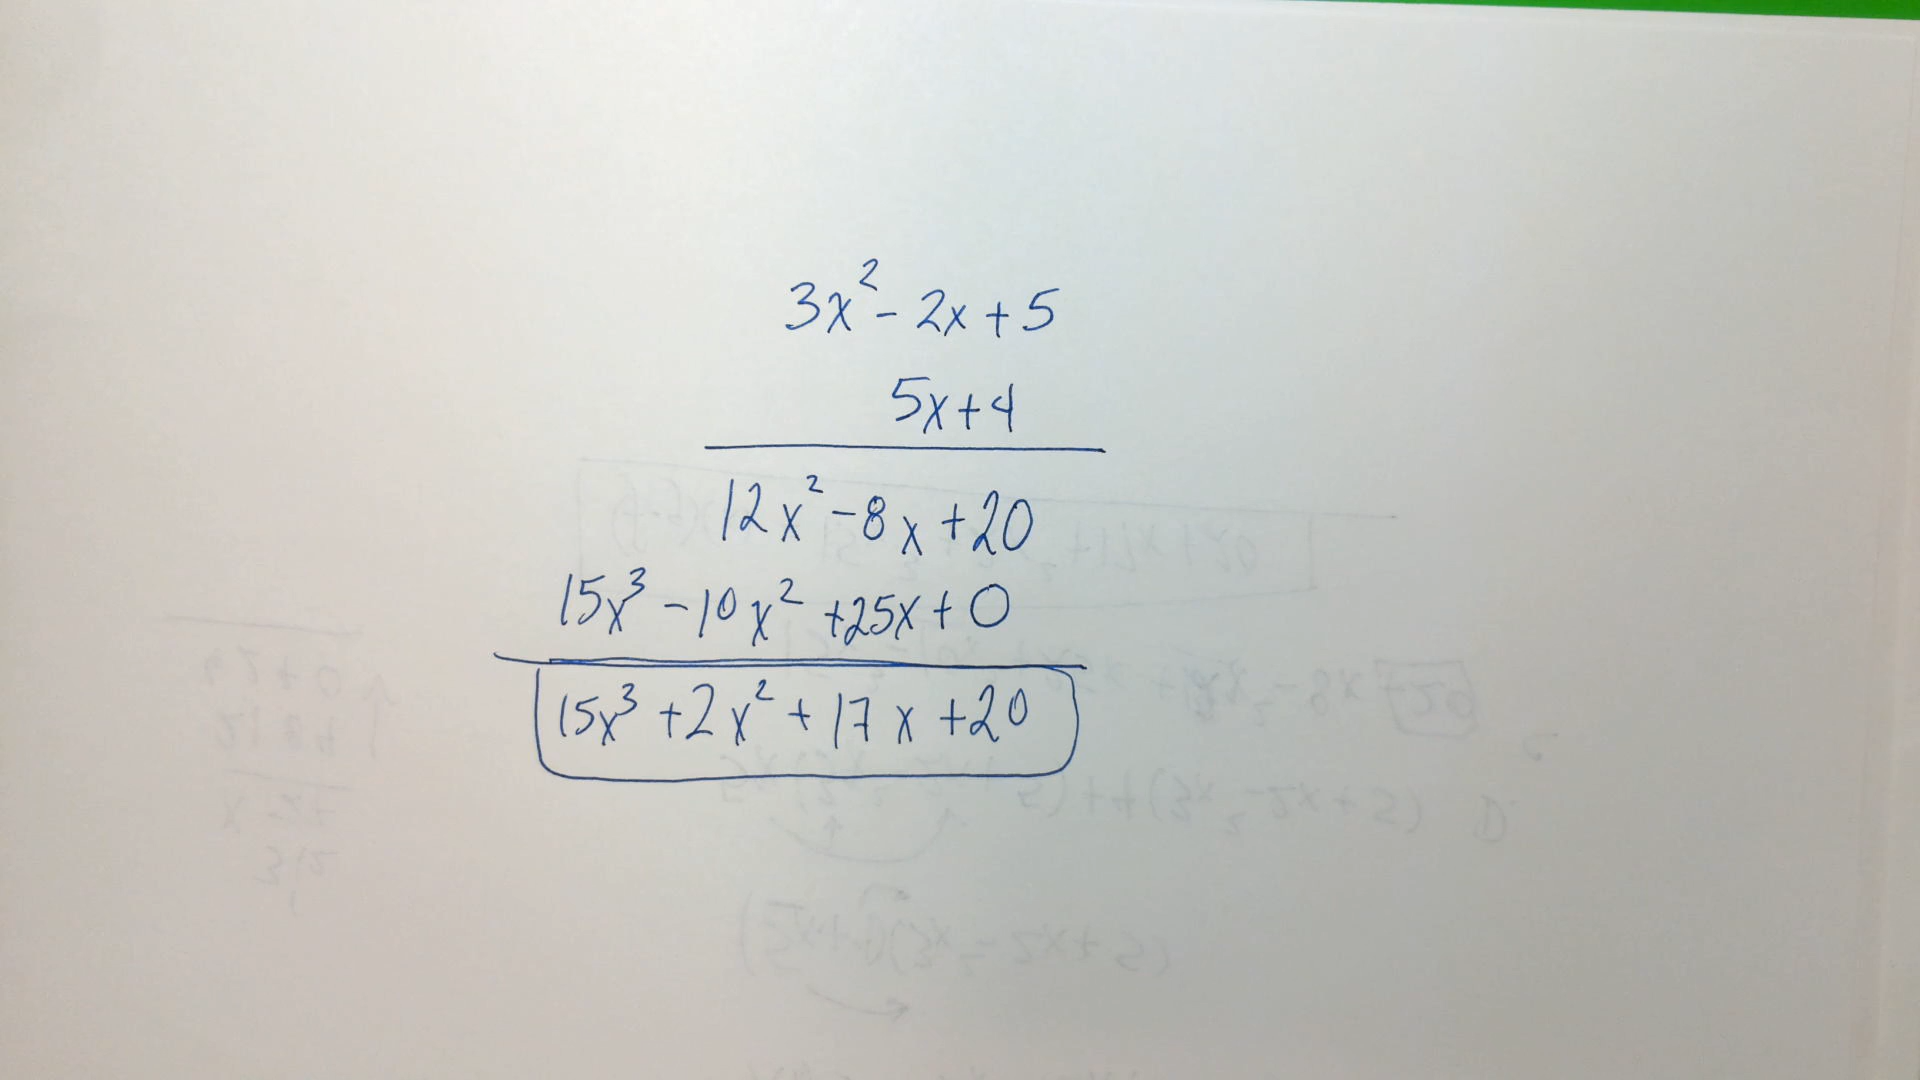 3x² - 2x + 5
5x + 4
12x² - 8x + 20
15x³ - 10x² + 25x + 0
15x³ + 2x² + 17x + 20